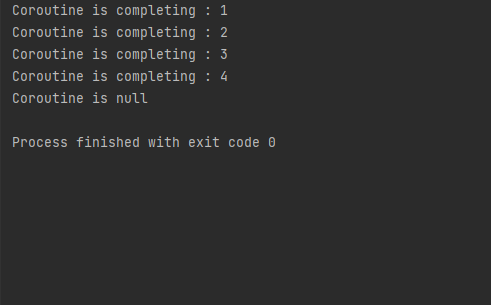 Coroutine is completing : 1
Coroutine is completing : 2
Coroutine is completing : 3
Coroutine is completing : 4
Coroutine is null
Process finished with exit code 0